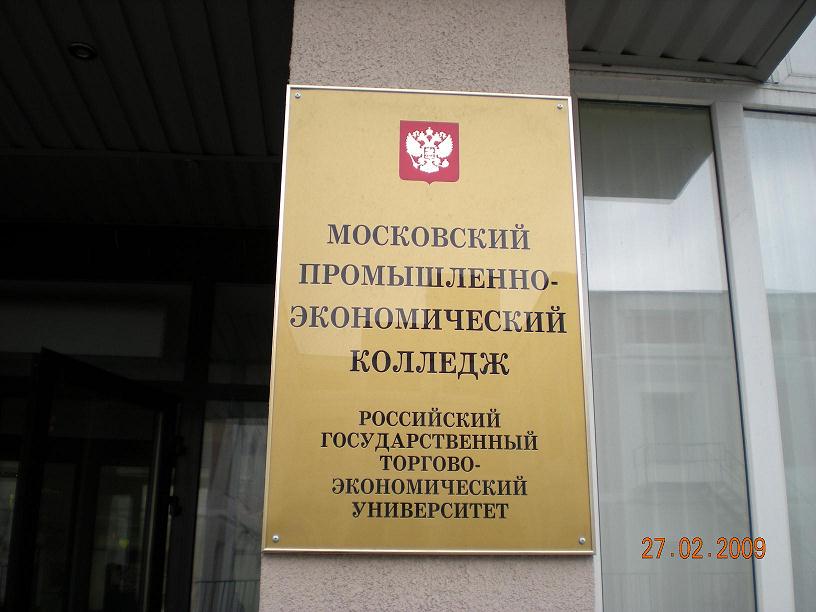 МОСКОВСКИЙ
ПРОМЫШЛЕННО-
ЭКОНОМИЧЕСКИЙ
КОЛЛЕДЖ
РОССИЙСКИЙ
ГОСУДАРСТВЕННЫЙ
ТОРГОВО-
ЭКОНОМИЧЕСКИЙ
УНИВЕРСИТЕТ
27.02.2009